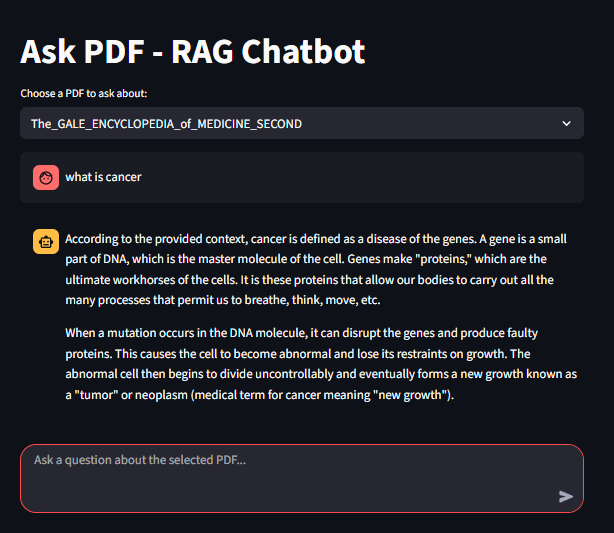 Ask PDF - RAG Chatbot
Choose a PDF to ask about:
The_GALE_ENCYCLOPEDIA_of_MEDICINE_SECOND
what is cancer
According to the provided context, cancer is defined as a disease of the genes. A gene is a small
part of DNA, which is the master molecule of the cell. Genes make "proteins," which are the
ultimate workhorses of the cells. It is these proteins that allow our bodies to carry out all the
many processes that permit us to breathe, think, move, etc.
When a mutation occurs in the DNA molecule, it can disrupt the genes and produce faulty
proteins. This causes the cell to become abnormal and lose its restraints on growth. The
abnormal cell then begins to divide uncontrollably and eventually forms a new growth known as
a "tumor" or neoplasm (medical term for cancer meaning "new growth").
Ask a question about the selected PDF...